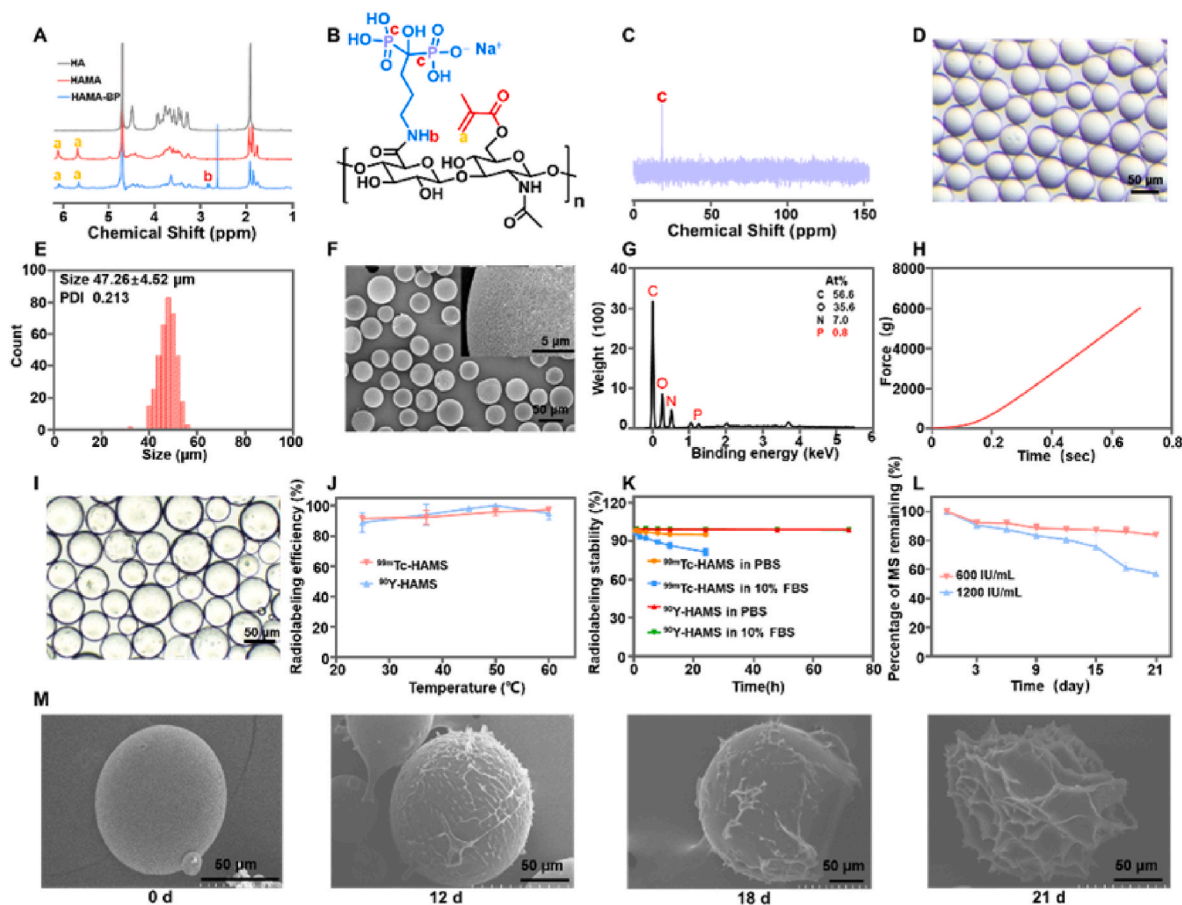 A
HA
HAMA
HAMA-BP
a
a
a
a
b
6
5
4
3
2
1
Chemical Shift (ppm)
B
HO
O
HO
c
OH
O
P
P
O⁻ Na⁺
O
c
OH
NH
b
O
a
O
O
HO
O
HO
OH
O
O
O
NH
n
O
C
c
0
50
100
150
Chemical Shift (ppm)
D
50 μm
E
Size 47.26±4.52 μm
PDI 0.213
100
80
60
40
20
0
Count
0
20
40
60
80
100
Size (μm)
F
5 μm
50 μm
G
40
30
20
10
0
Weight (100)
C
O
N
P
At%
C 56.6
O 35.6
N 7.0
P 0.8
0
1
2
3
4
5
6
Binding energy (keV)
H
8000
6000
4000
2000
0
Force (g)
0
0.2
0.4
0.6
0.8
Time (sec)
I
50 μm
J
100
80
60
40
20
0
Radiolabeling efficiency (%)
⁹⁹ᵐTc-HAMS
⁹⁰Y-HAMS
20
30
40
50
60
Temperature (℃)
K
120
90
60
30
0
Radiolabeling stability (%)
⁹⁹ᵐTc-HAMS in PBS
⁹⁹ᵐTc-HAMS in 10% FBS
⁹⁰Y-HAMS in PBS
⁹⁰Y-HAMS in 10% FBS
0
20
40
60
80
Time(h)
L
100
80
60
40
20
0
Percentage of MS remaining (%)
600 IU/mL
1200 IU/mL
3
9
15
21
Time (day)
M
50 μm
50 μm
50 μm
50 μm
0 d
12 d
18 d
21 d